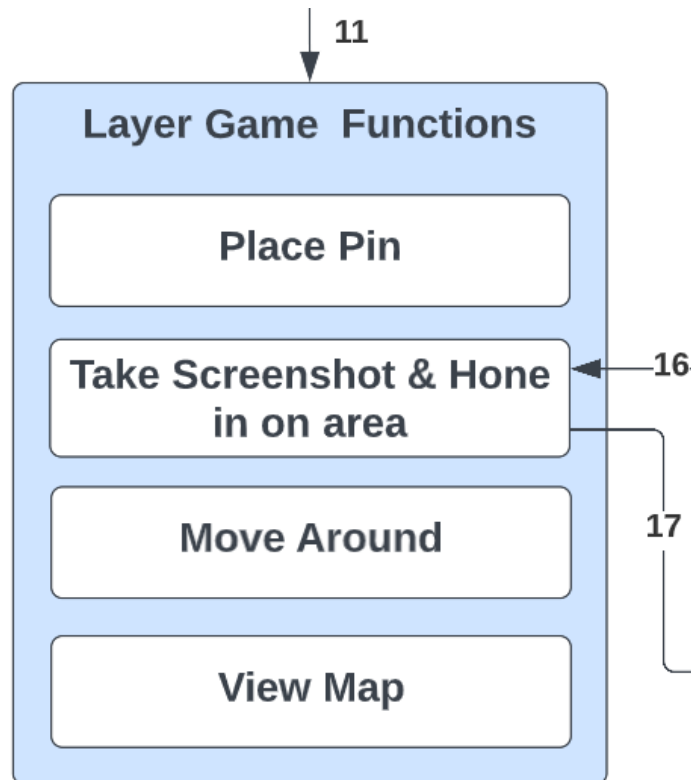 11
Layer Game  Functions
Place Pin
Take Screenshot & Hone
in on area
16
Move Around
17
View Map